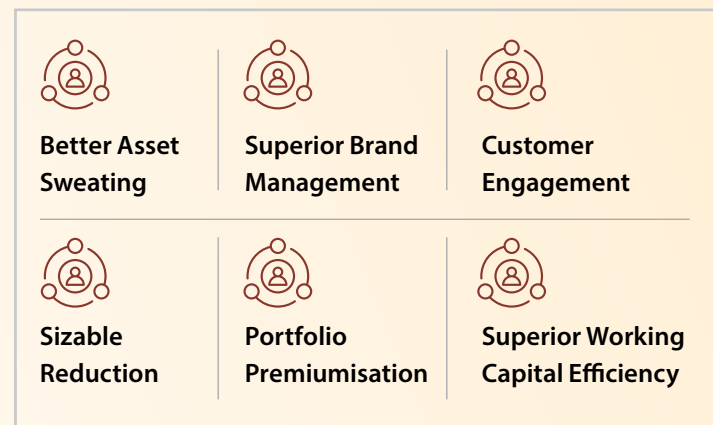 Better Asset
Sweating
Superior Brand
Management
Customer
Engagement
Sizable
Reduction
Portfolio
Premiumisation
Superior Working
Capital Efficiency